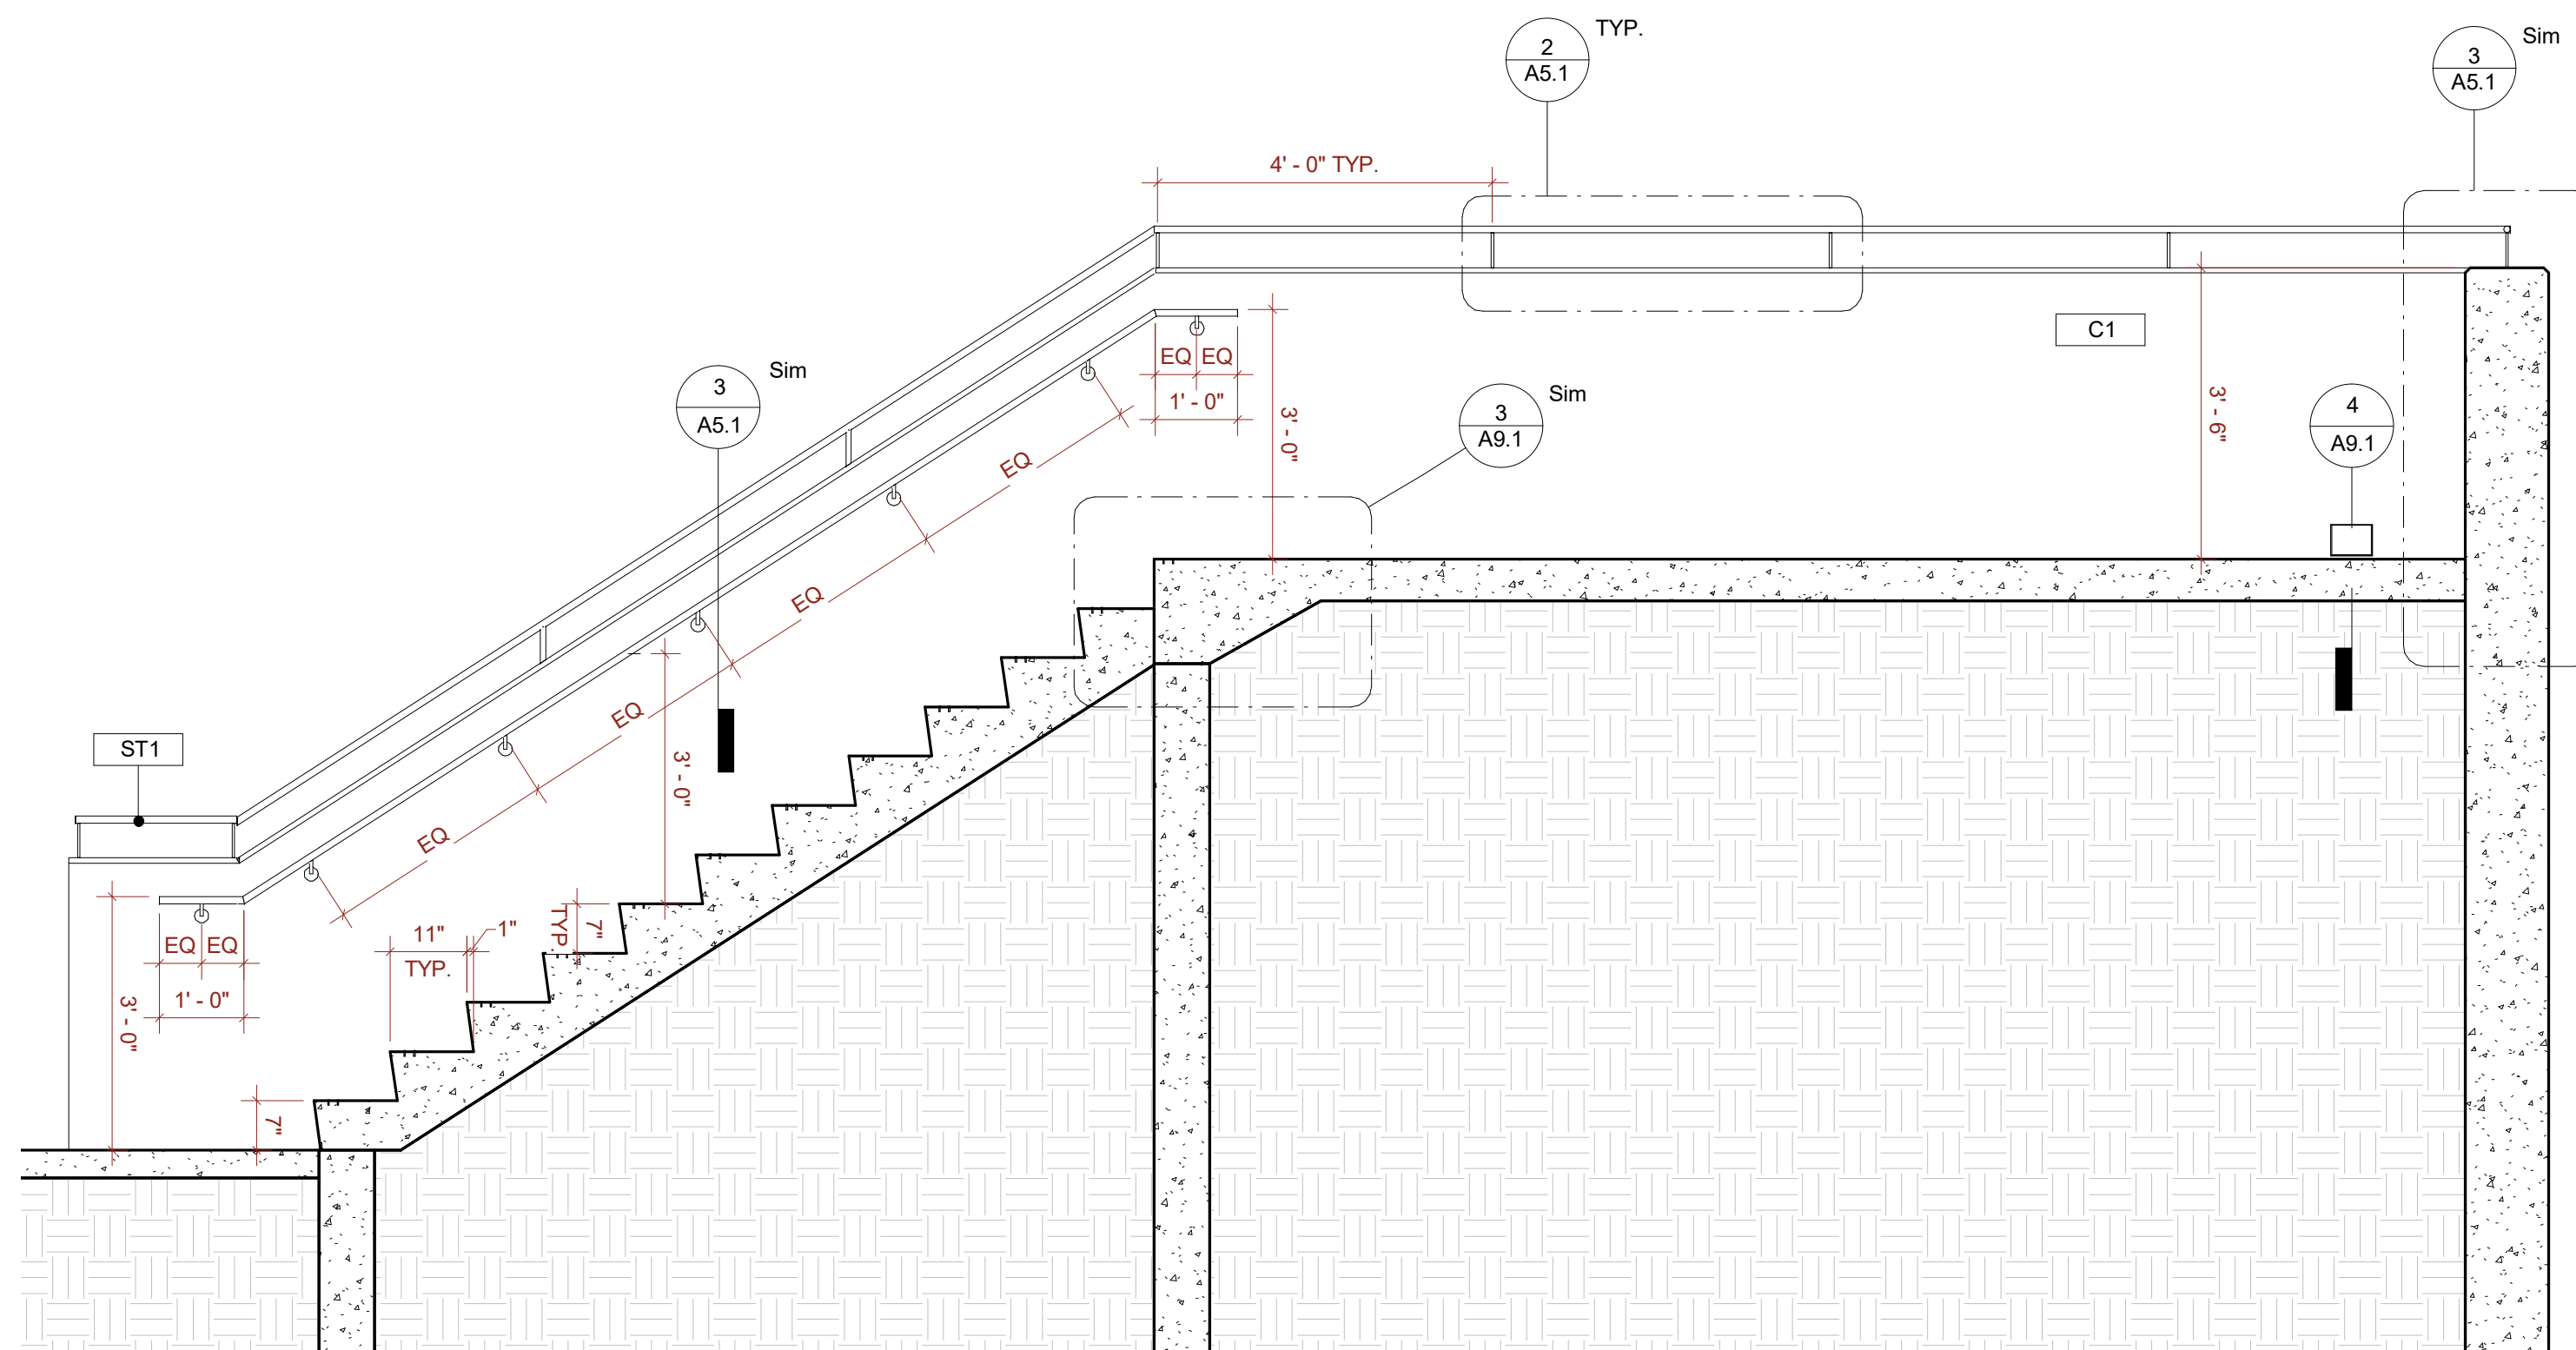 2
A5.1
TYP.
3
A5.1
Sim
4' - 0" TYP.
C1
EQ
EQ
1' - 0"
3' - 0"
3' - 6"
3
A5.1
Sim
3
A9.1
Sim
4
A9.1
EQ
EQ
EQ
EQ
3' - 0"
ST1
EQ
EQ
1' - 0"
3' - 0"
11"
TYP.
1"
7"
TYP.
7"